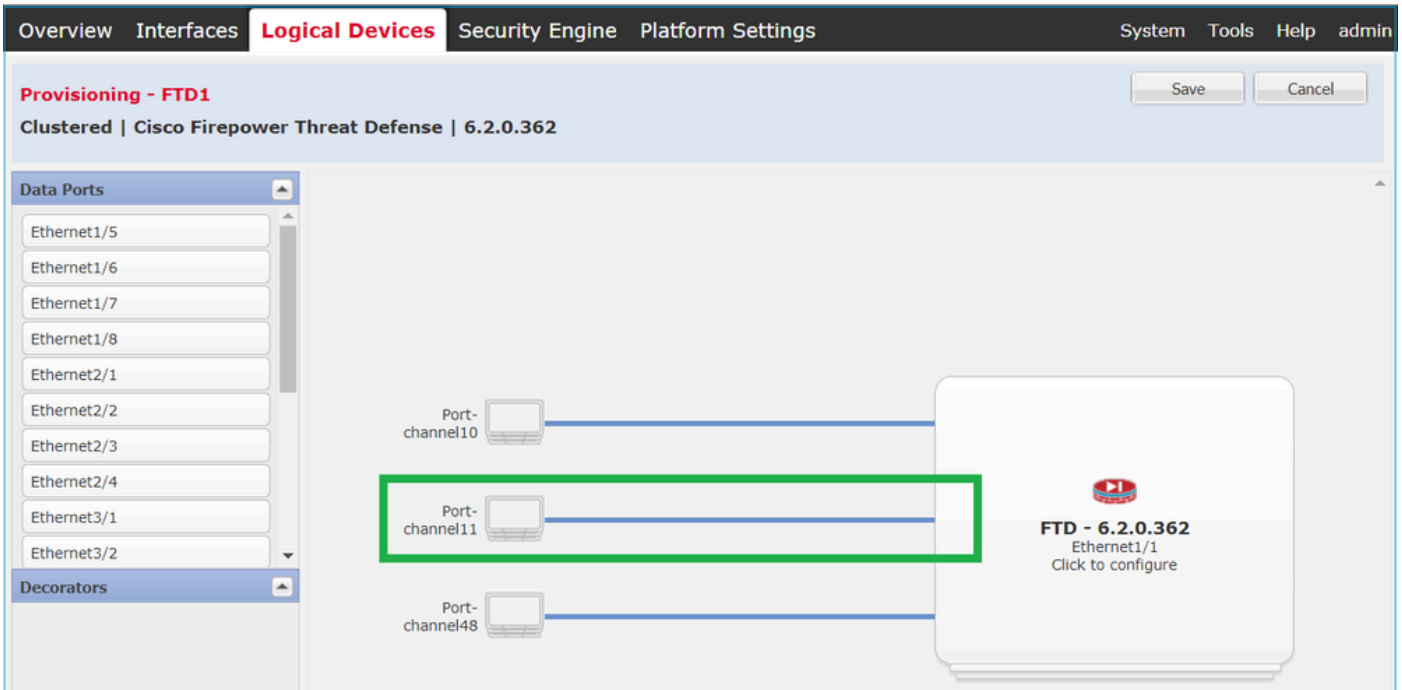 Overview Interfaces Logical Devices Security Engine Platform Settings System Tools Help admin
Provisioning - FTD1
Save Cancel
Clustered | Cisco Firepower Threat Defense | 6.2.0.362
Data Ports
Ethernet1/5
Ethernet1/6
Ethernet1/7
Ethernet1/8
Ethernet2/1
Ethernet2/2
Ethernet2/3
Ethernet2/4
Ethernet3/1
Ethernet3/2
Decorators
Port-
channel10
Port-
channel11
Port-
channel48
FTD - 6.2.0.362
Ethernet1/1
Click to configure